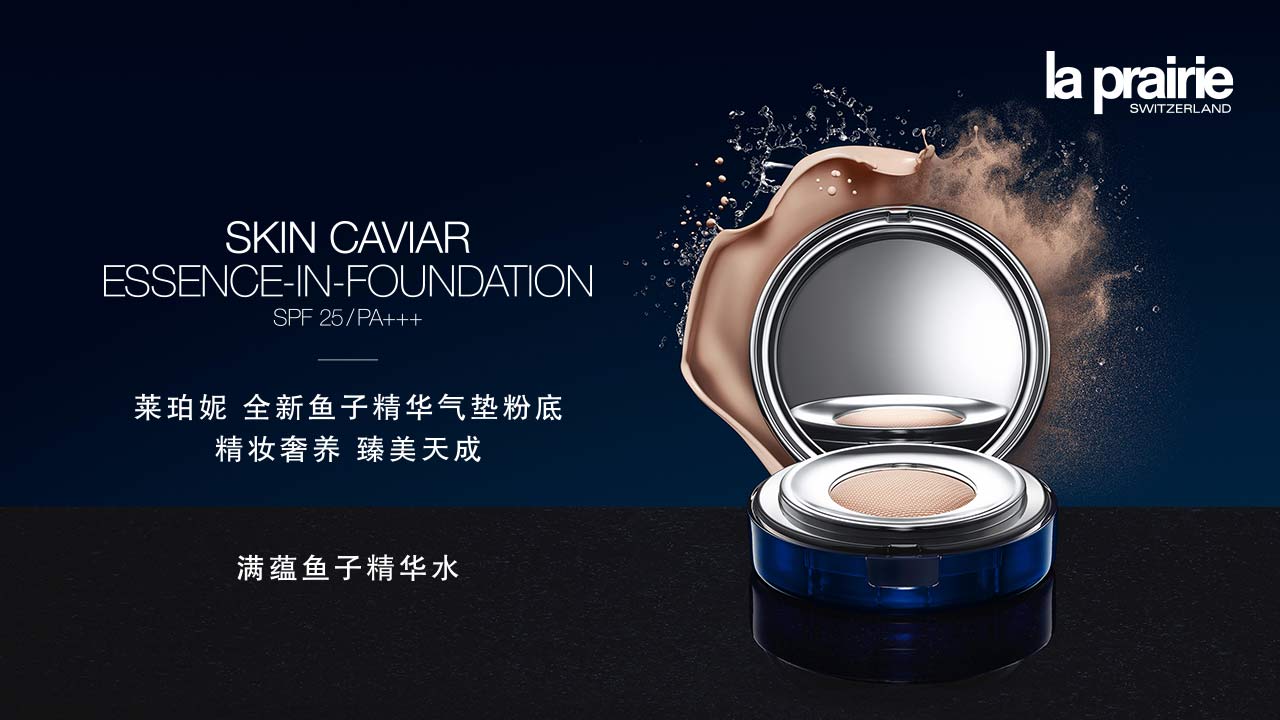 la prairie
SWITZERLAND
SKIN CAVIAR
ESSENCE-IN-FOUNDATION
SPF 25/PA+++
莱珀妮 全新鱼子精华气垫粉底
精妆奢养 臻美天成
满蕴鱼子精华水